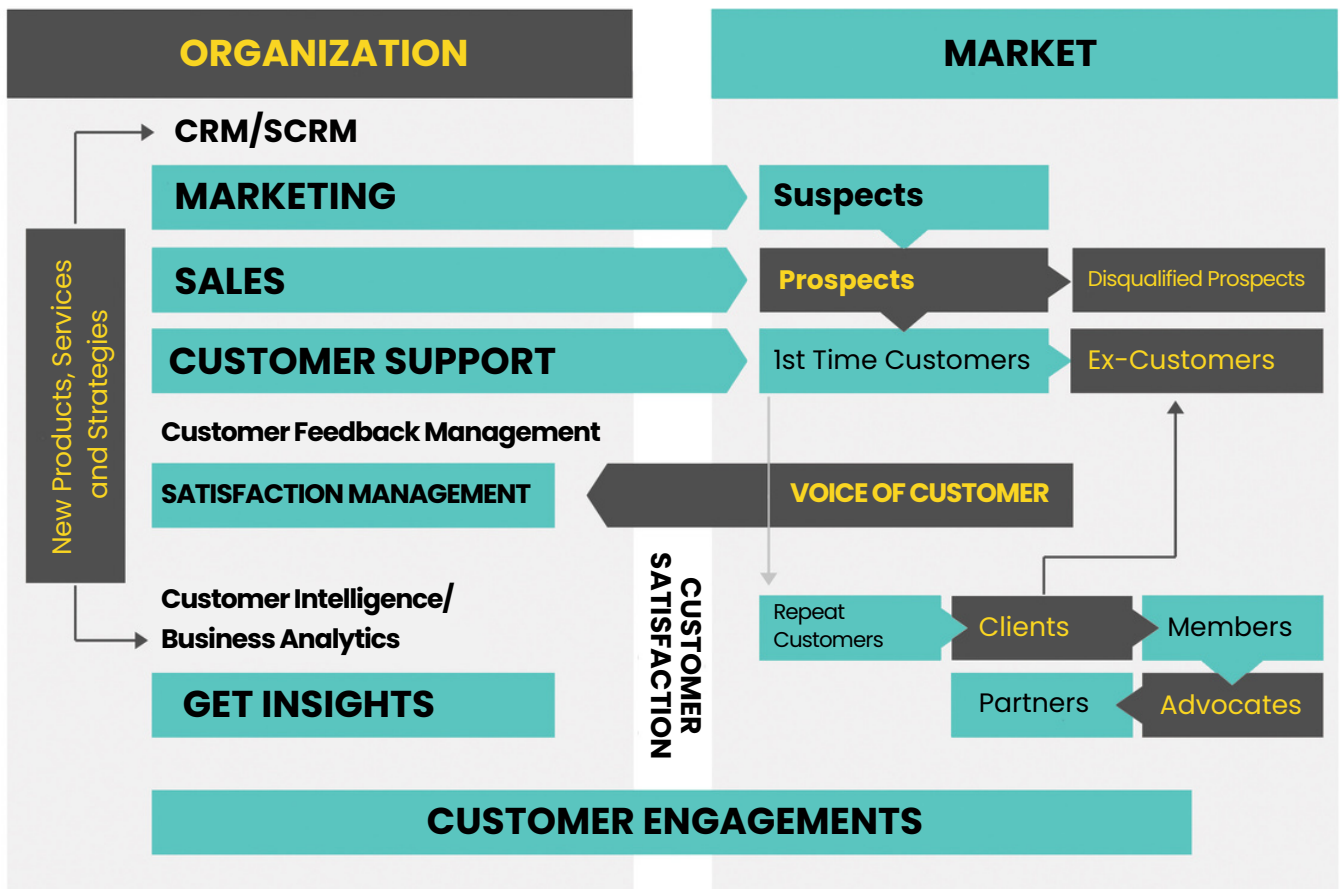 ORGANIZATION
MARKET
CRM/SCRM
MARKETING
Suspects
SALES
Prospects
Disqualified Prospects
CUSTOMER SUPPORT
1st Time Customers
Ex-Customers
New Products, Services
and Strategies
Customer Feedback Management
SATISFACTION MANAGEMENT
VOICE OF CUSTOMER
CUSTOMER
SATISFACTION
Customer Intelligence/
Business Analytics
Repeat
Customers
Clients
Members
GET INSIGHTS
Partners
Advocates
CUSTOMER ENGAGEMENTS